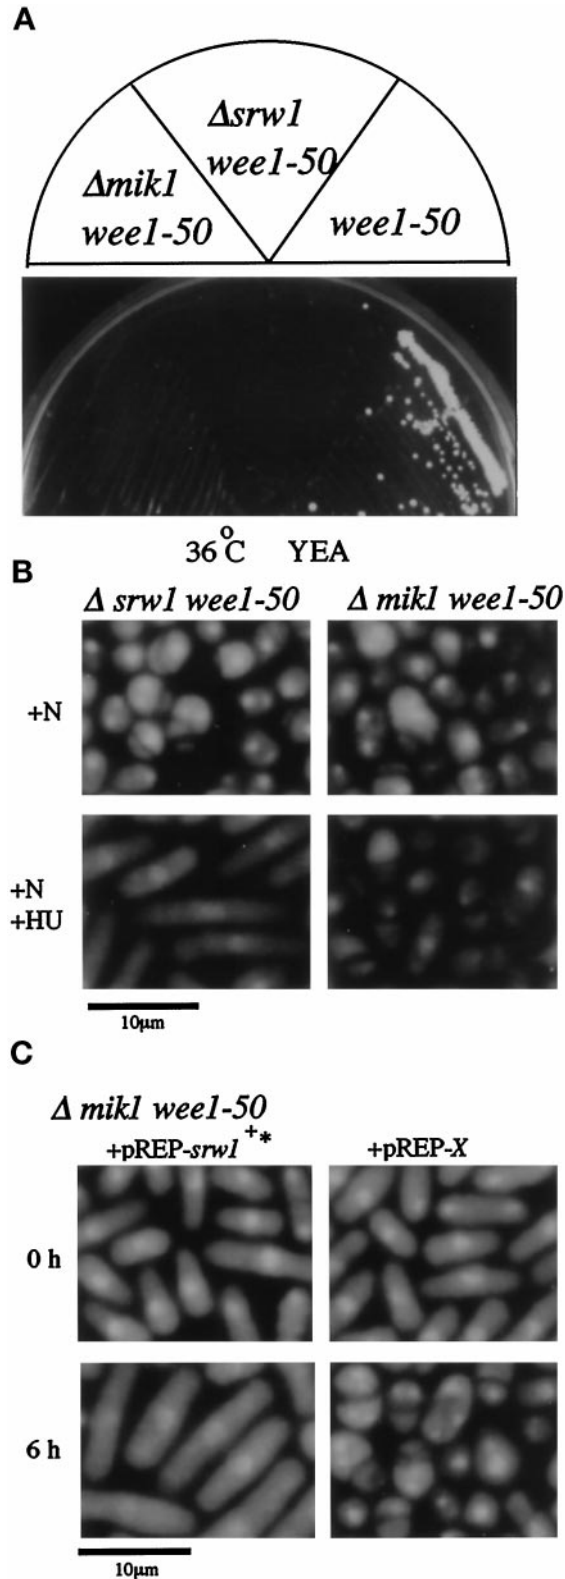 A
Δsrw1
wee1-50
Δmik1
wee1-50
wee1-50
36°C YEA
B
Δ srw1 wee1-50
Δ mik1 wee1-50
+N
+N
+HU
10μm
C
Δ mik1 wee1-50
+pREP-srw1+*
+pREP-X
0 h
6 h
10μm